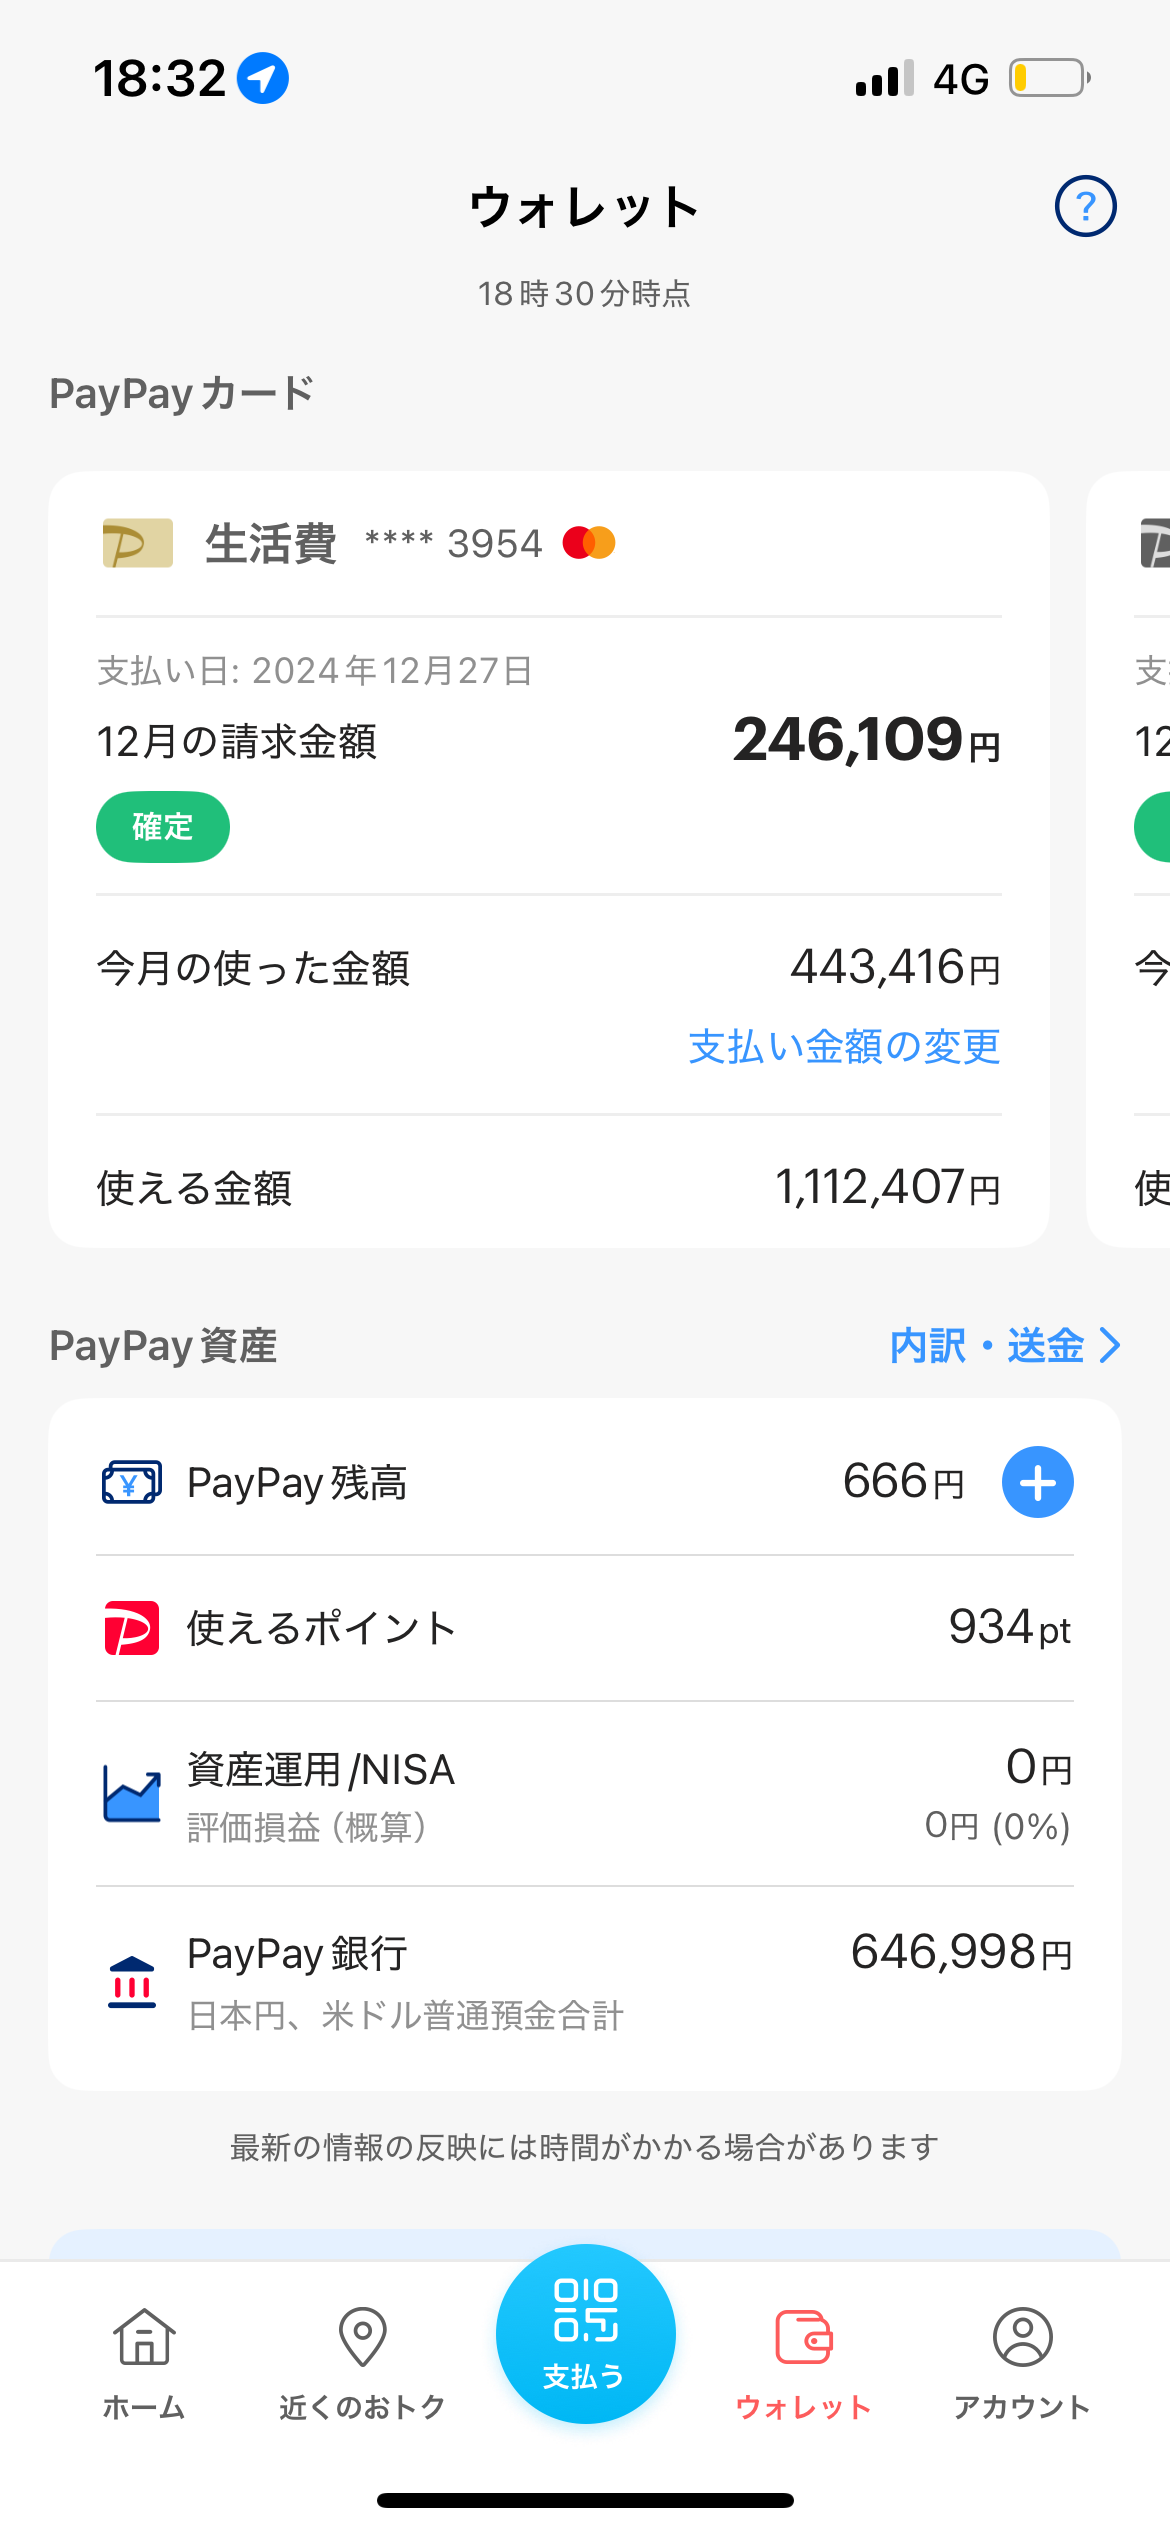 18:32
4G
ウォレット
?
18時30分時点
PayPayカード
生活費 **** 3954
支払い日: 2024年12月27日
支
12月の請求金額 246,109円
12
確定
今月の使った金額 443,416円
今
支払い金額の変更
使える金額 1,112,407円
使
PayPay資産 内訳・送金
PayPay残高 666円
使えるポイント 934pt
資産運用/NISA 0円
評価損益（概算） 0円 (0%)
PayPay銀行 646,998円
日本円、米ドル普通預金合計
最新の情報の反映には時間がかかる場合があります
ホーム
近くのおトク
支払う
ウォレット
アカウント